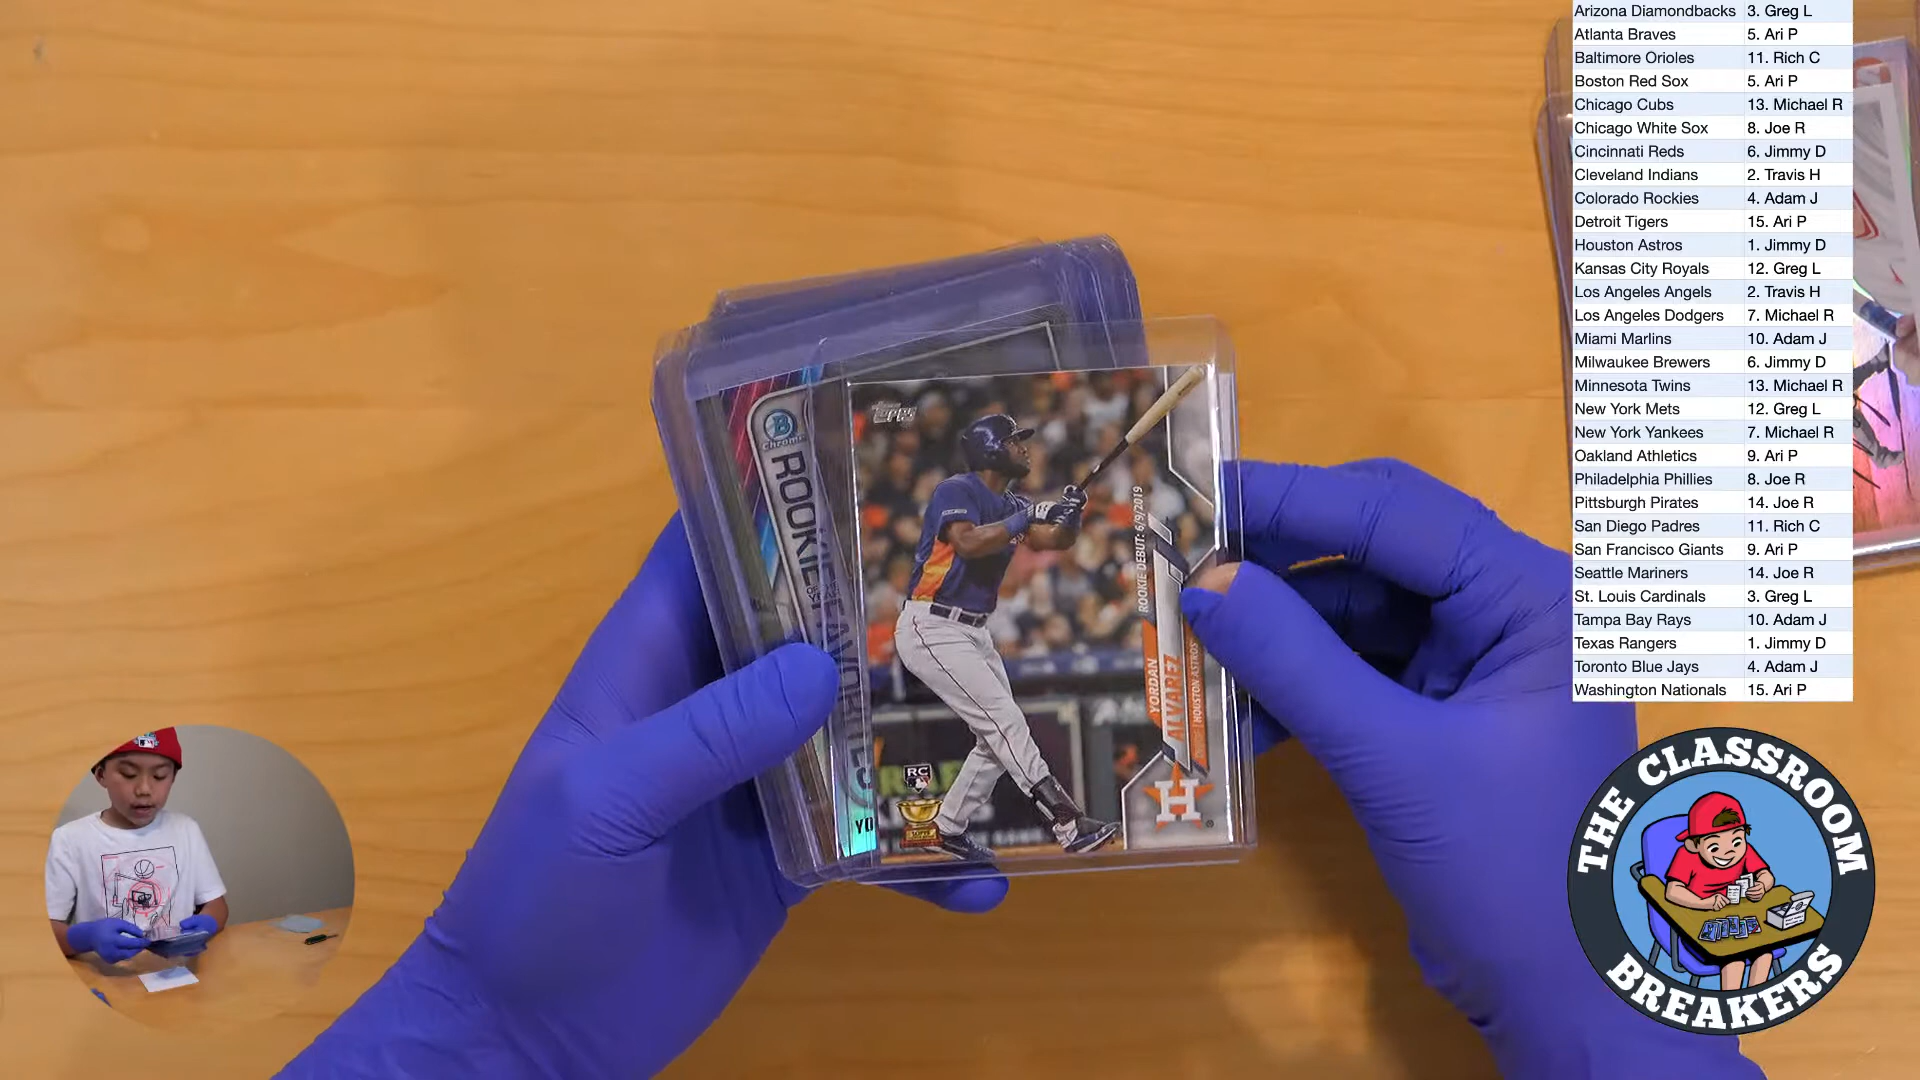 Arizona Diamondbacks 3. Greg L
Atlanta Braves 5. Ari P
Baltimore Orioles 11. Rich C
Boston Red Sox 5. Ari P
Chicago Cubs 13. Michael R
Chicago White Sox 8. Joe R
Cincinnati Reds 6. Jimmy D
Cleveland Indians 2. Travis H
Colorado Rockies 4. Adam J
Detroit Tigers 15. Ari P
Houston Astros 1. Jimmy D
Kansas City Royals 12. Greg L
Los Angeles Angels 2. Travis H
Los Angeles Dodgers 7. Michael R
Miami Marlins 10. Adam J
Milwaukee Brewers 6. Jimmy D
Minnesota Twins 13. Michael R
New York Mets 12. Greg L
New York Yankees 7. Michael R
Oakland Athletics 9. Ari P
Philadelphia Phillies 8. Joe R
Pittsburgh Pirates 14. Joe R
San Diego Padres 11. Rich C
San Francisco Giants 9. Ari P
Seattle Mariners 14. Joe R
St. Louis Cardinals 3. Greg L
Tampa Bay Rays 10. Adam J
Texas Rangers 1. Jimmy D
Toronto Blue Jays 4. Adam J
Washington Nationals 15. Ari P
Topps
B
Chrome
ROOKIE
OF THE
YEAR
FAVORITES
YO
ROOKIE DEBUT: 6/9/2019
YORDAN
ALVAREZ
HOUSTON ASTROS
RC
H
THE CLASSROOM
BREAKERS